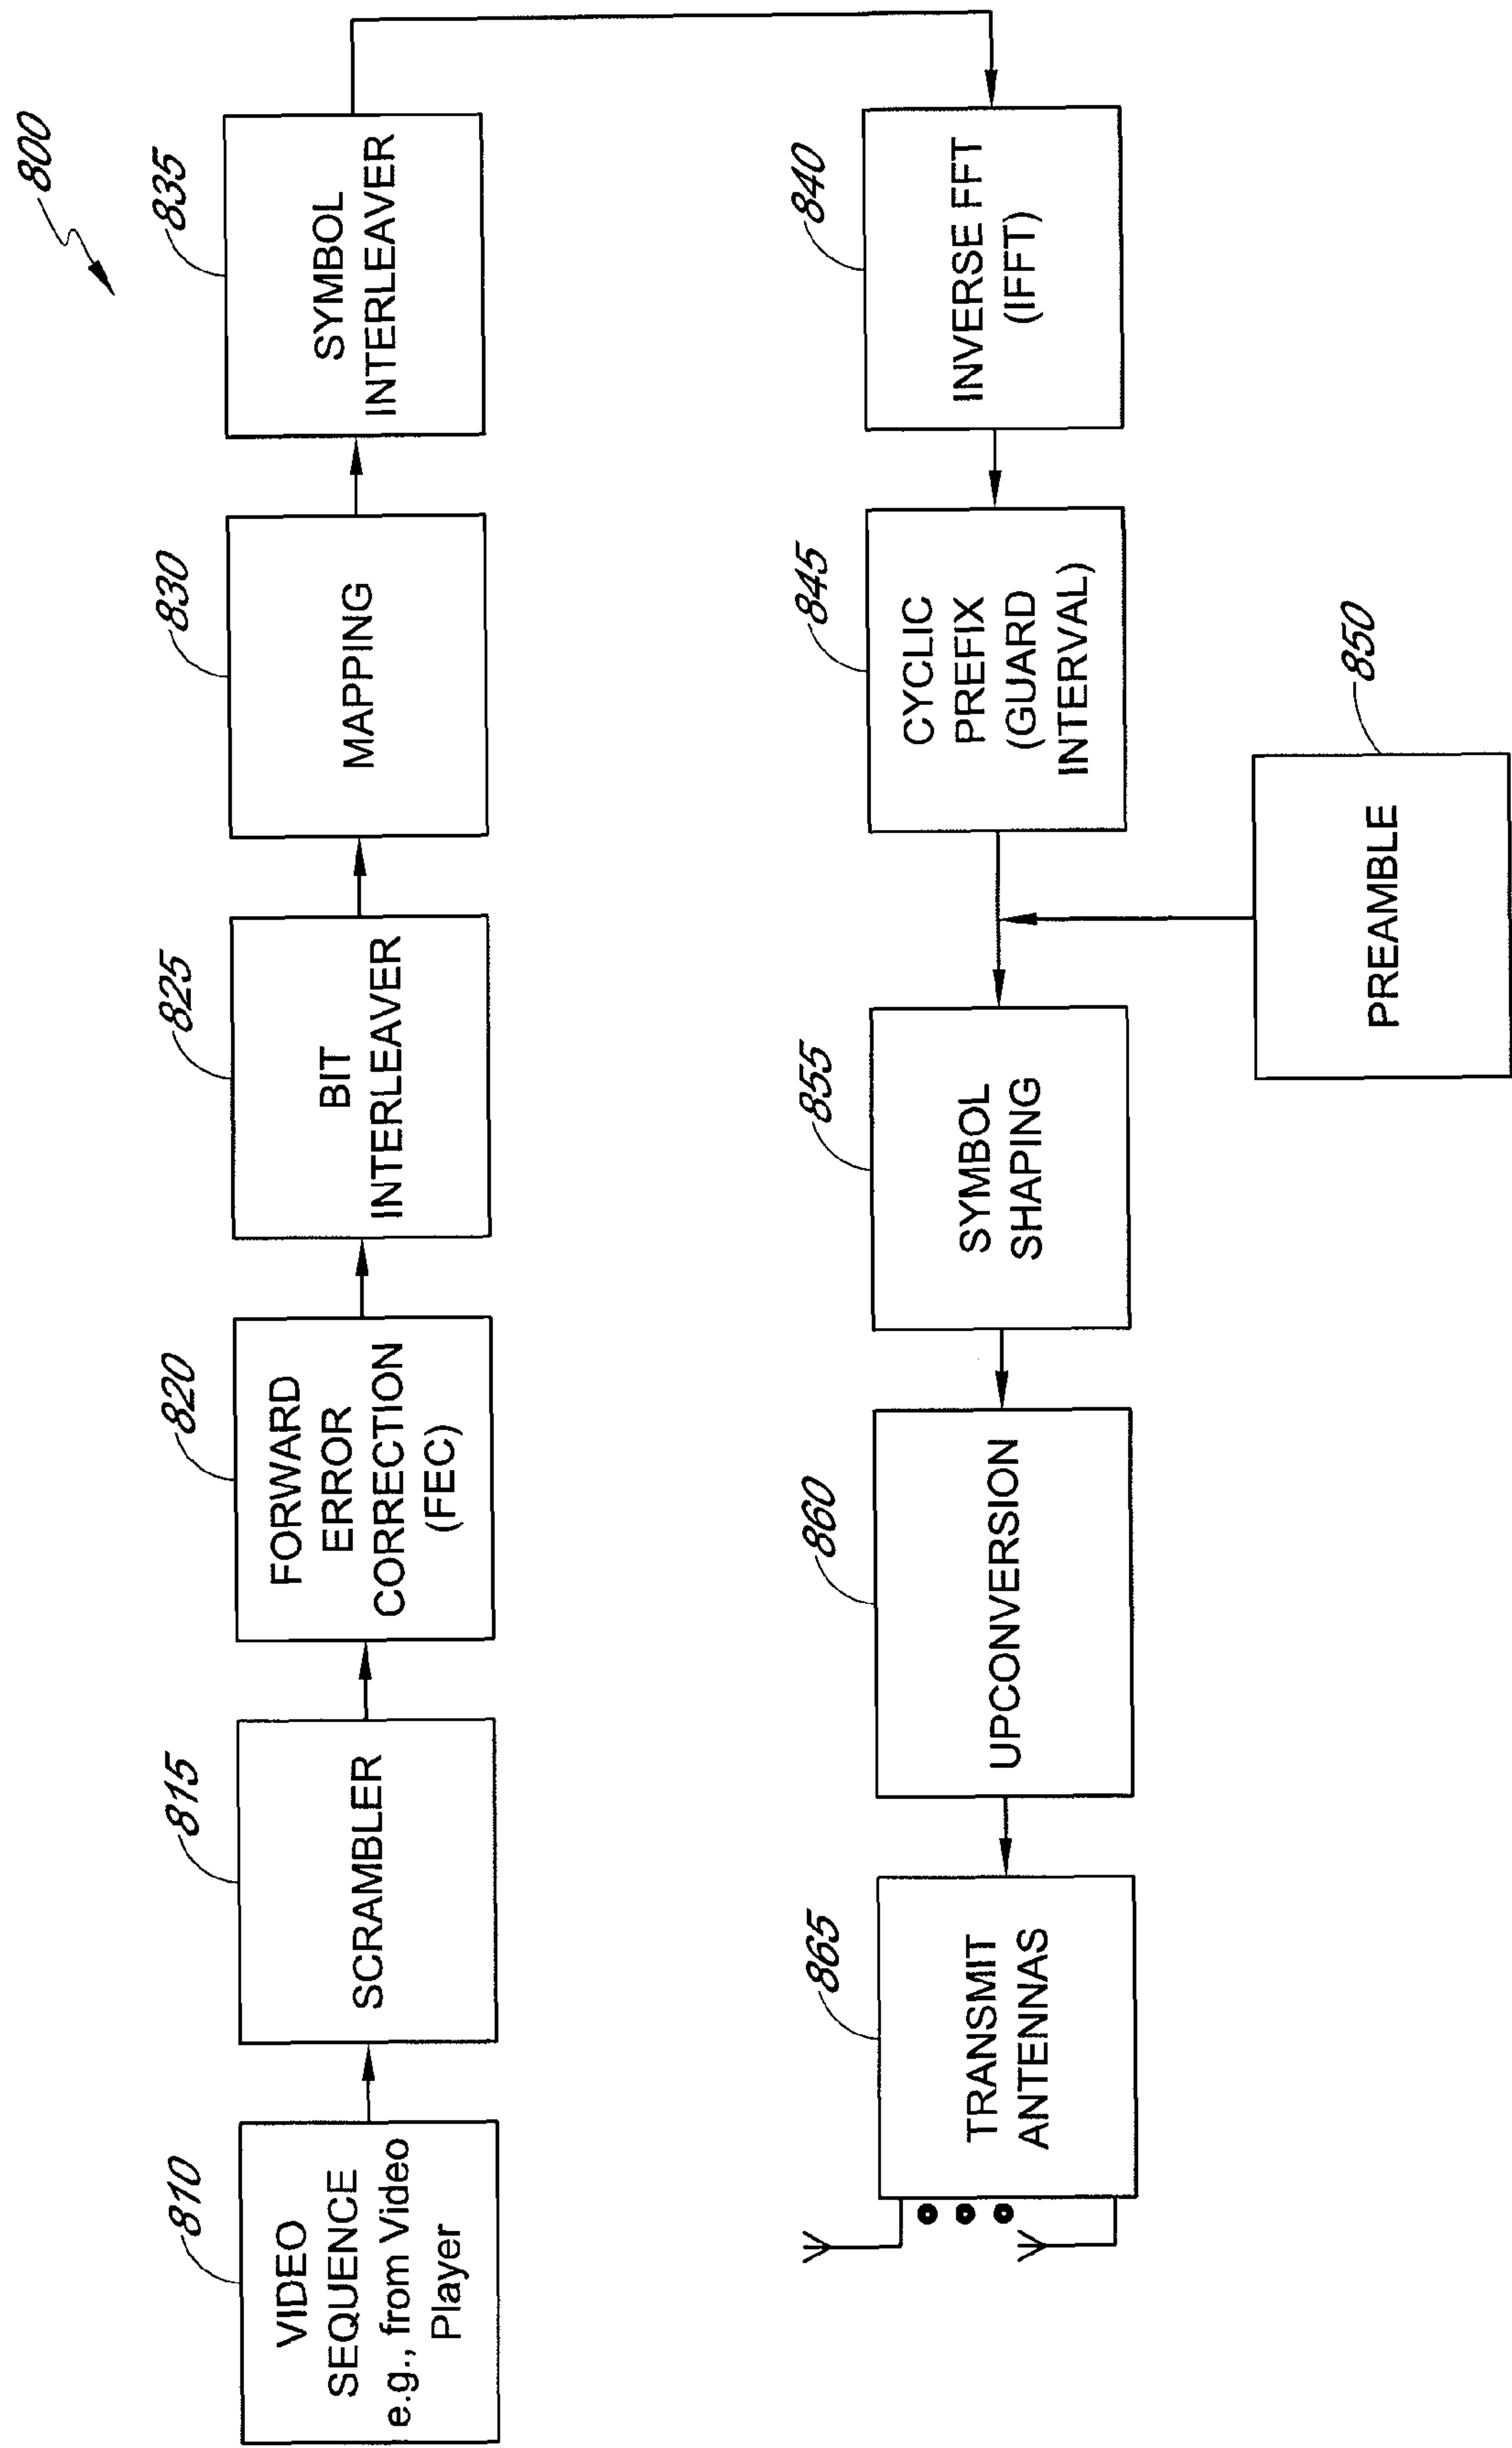 800
810
VIDEO
SEQUENCE
e.g., from Video
Player
815
SCRAMBLER
820
FORWARD
ERROR
CORRECTION
(FEC)
825
BIT
INTERLEAVER
830
MAPPING
835
SYMBOL
INTERLEAVER
840
INVERSE FFT
(IFFT)
845
CYCLIC
PREFIX
(GUARD
INTERVAL)
850
PREAMBLE
855
SYMBOL
SHAPING
860
UPCONVERSION
865
TRANSMIT
ANTENNAS